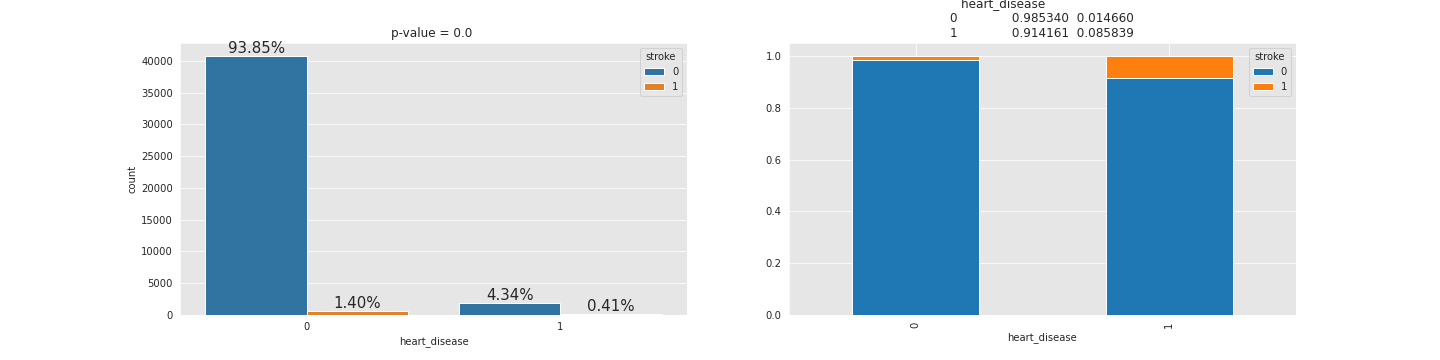 p-value = 0.0
93.85%
1.40%
4.34%
0.41%
stroke
0
1
40000
35000
30000
25000
20000
15000
10000
5000
0
count
0 1
heart_disease
heart_disease
0 0.985340 0.014660
1 0.914161 0.085839
stroke
0
1
1.0
0.8
0.6
0.4
0.2
0.0
0 1
heart_disease